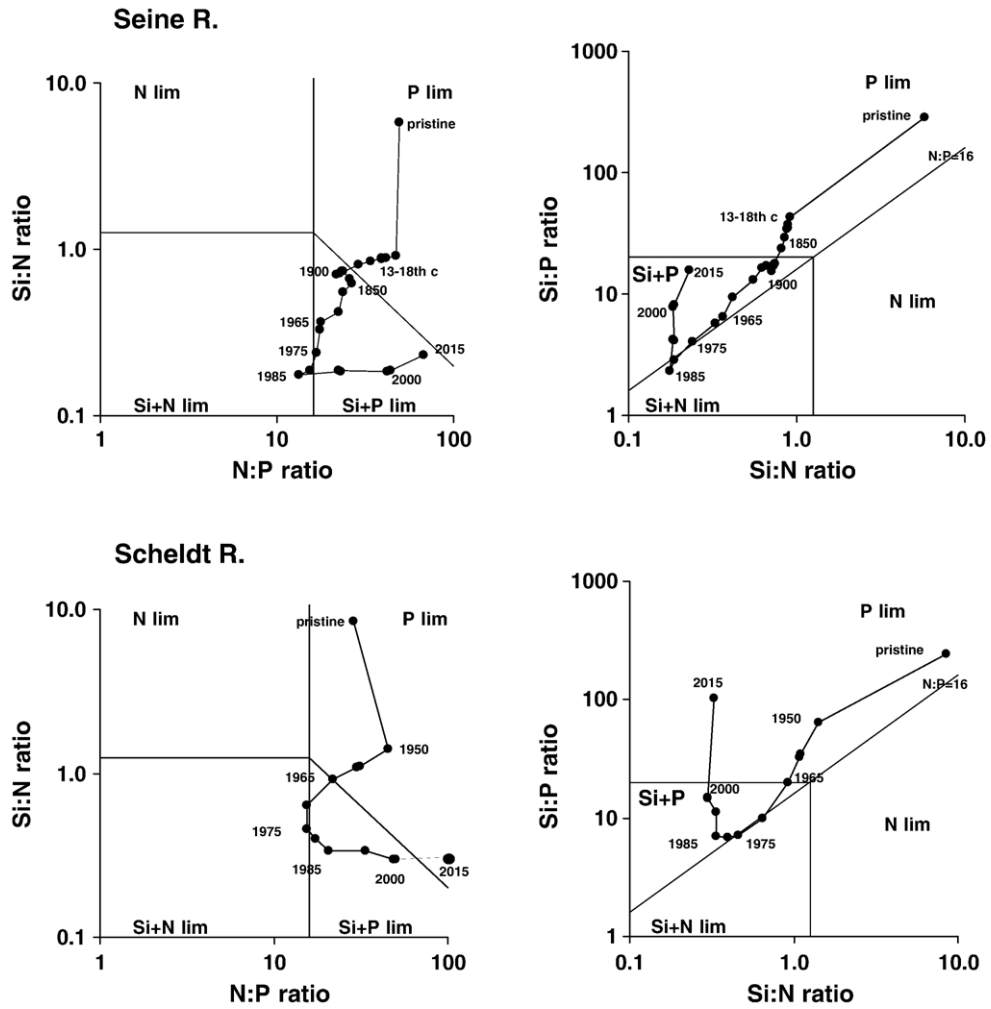 Seine R.
10.0
1.0
0.1
Si:N ratio
N lim
P lim
pristine
1900
13-18th c
1850
1965
1975
1985
2015
2000
Si+N lim
Si+P lim
1
10
100
N:P ratio
1000
100
10
1
Si:P ratio
P lim
pristine
N:P=16
13-18th c
1850
Si+P
2015
1900
N lim
2000
1965
1975
1985
Si+N lim
0.1
1.0
10.0
Si:N ratio
Scheldt R.
10.0
1.0
0.1
Si:N ratio
N lim
P lim
pristine
1950
1965
1975
1985
2000
2015
Si+N lim
Si+P lim
1
10
100
N:P ratio
1000
100
10
1
Si:P ratio
P lim
pristine
2015
N:P=16
1950
1965
Si+P
2000
N lim
1985
1975
Si+N lim
0.1
1.0
10.0
Si:N ratio